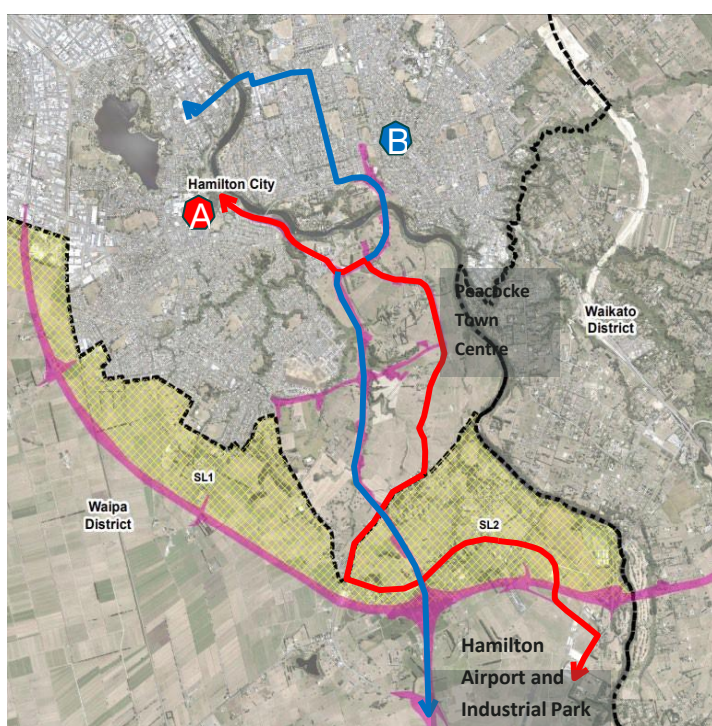 B
Hamilton City
A
Peacocke
Town
Centre
Waikato
District
SL1
Waipa
District
SL2
Hamilton
Airport and
Industrial Park